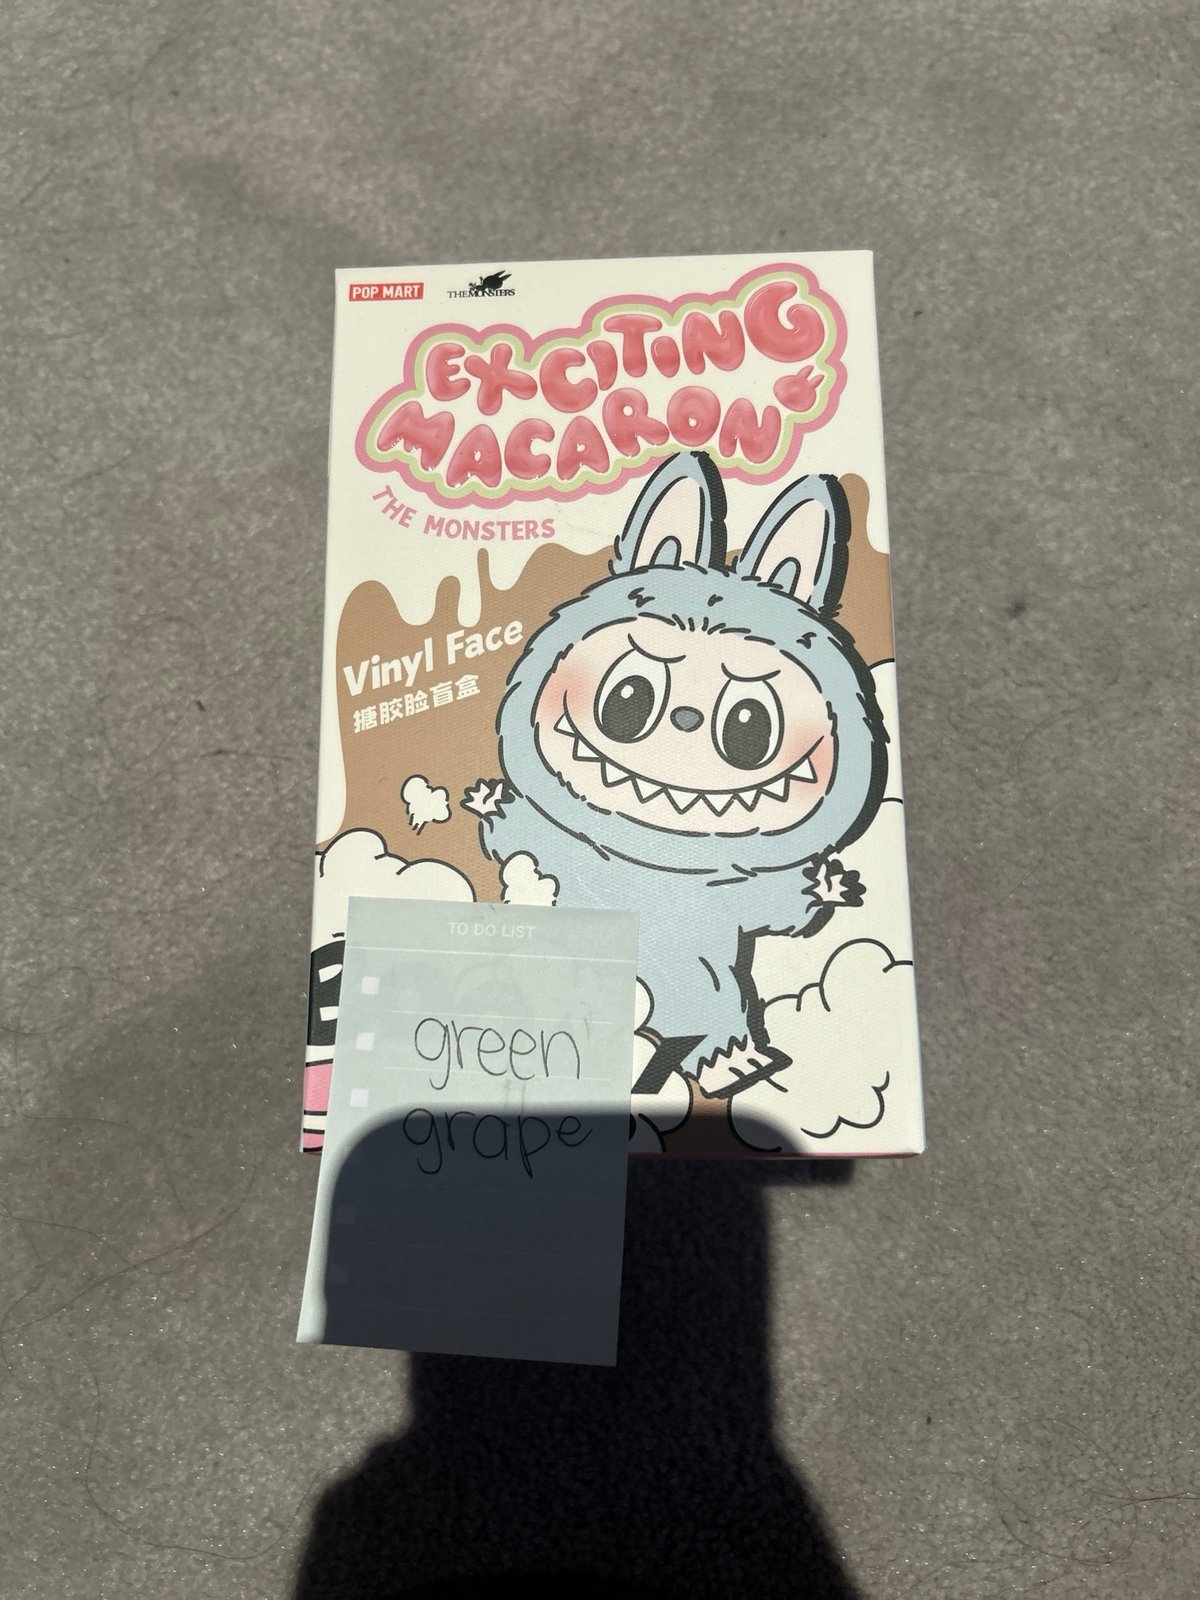 POP MART
THE MONSTERS
EXCITING
MACARON
THE MONSTERS
Vinyl Face
搪胶脸盲盒
TO DO LIST
green
grape